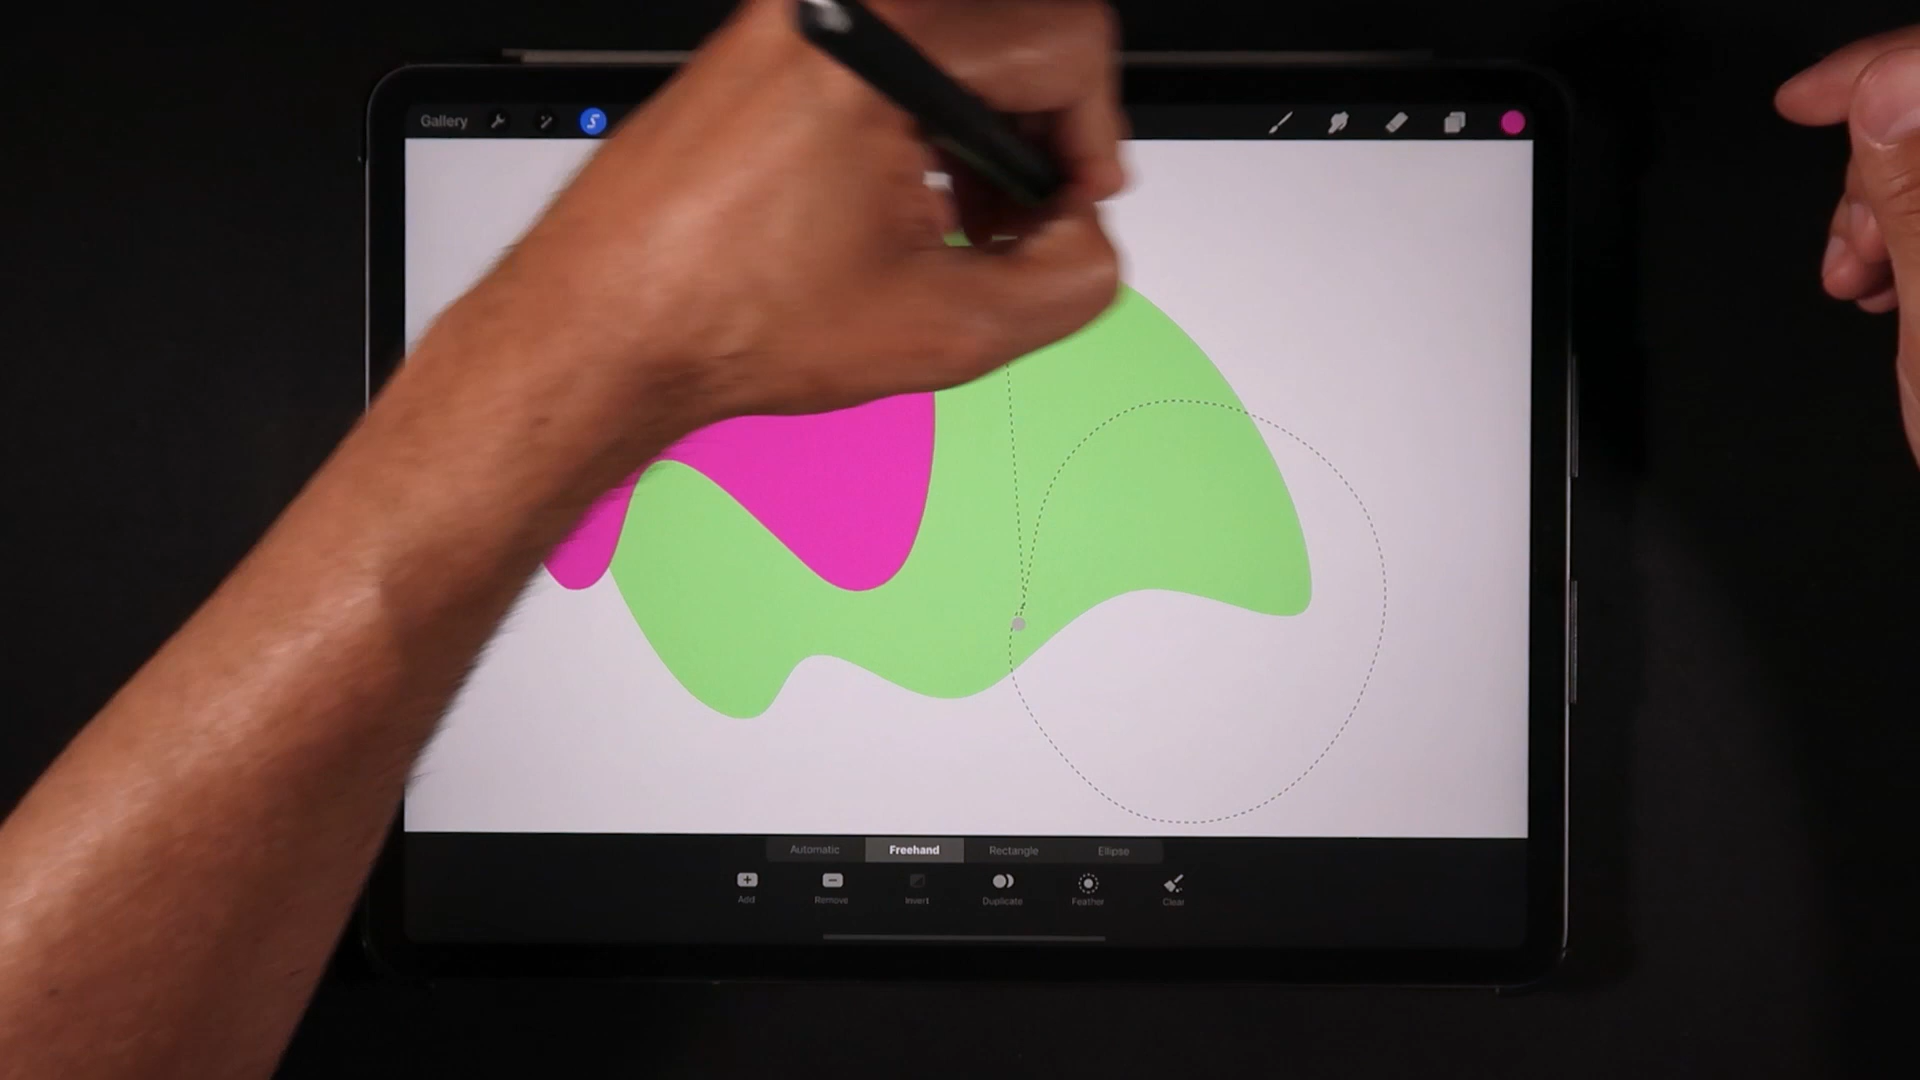 Gallery
Automatic Freehand Rectangle Ellipse
Add Remove Invert Duplicate Feather Clear